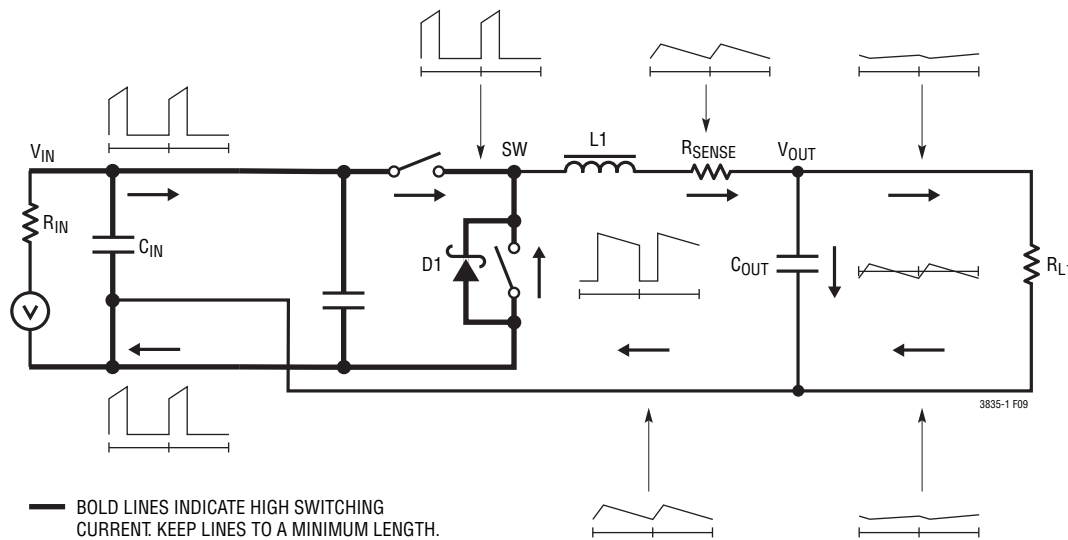 VIN
RIN
CIN
SW
L1
RSENSE
VOUT
D1
COUT
RL1
V
3835-1 F09
BOLD LINES INDICATE HIGH SWITCHING
CURRENT. KEEP LINES TO A MINIMUM LENGTH.